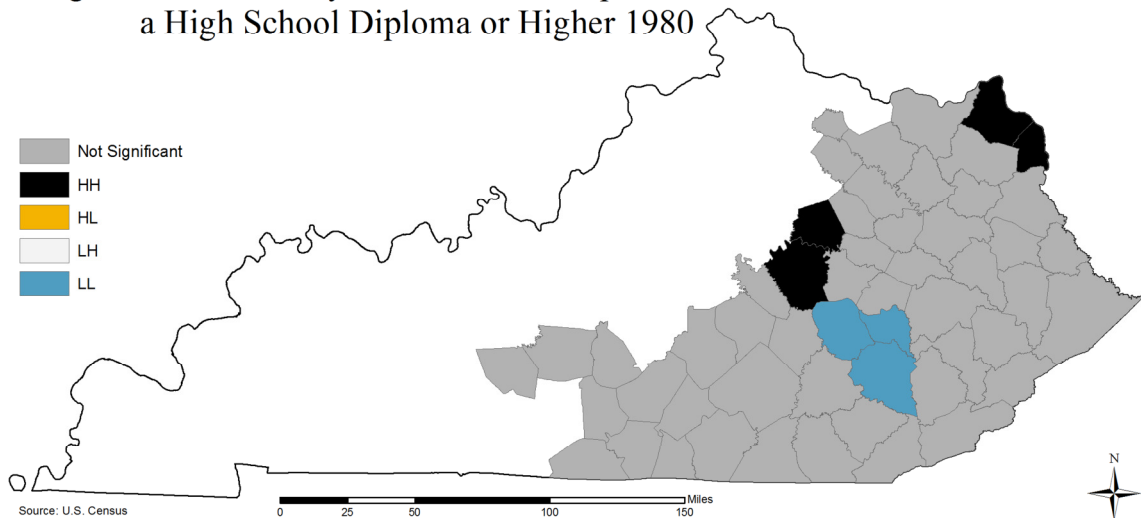 a High School Diploma or Higher 1980
Not Significant
HH
HL
LH
LL
N
Miles
0 25 50 100 150
Source: U.S. Census